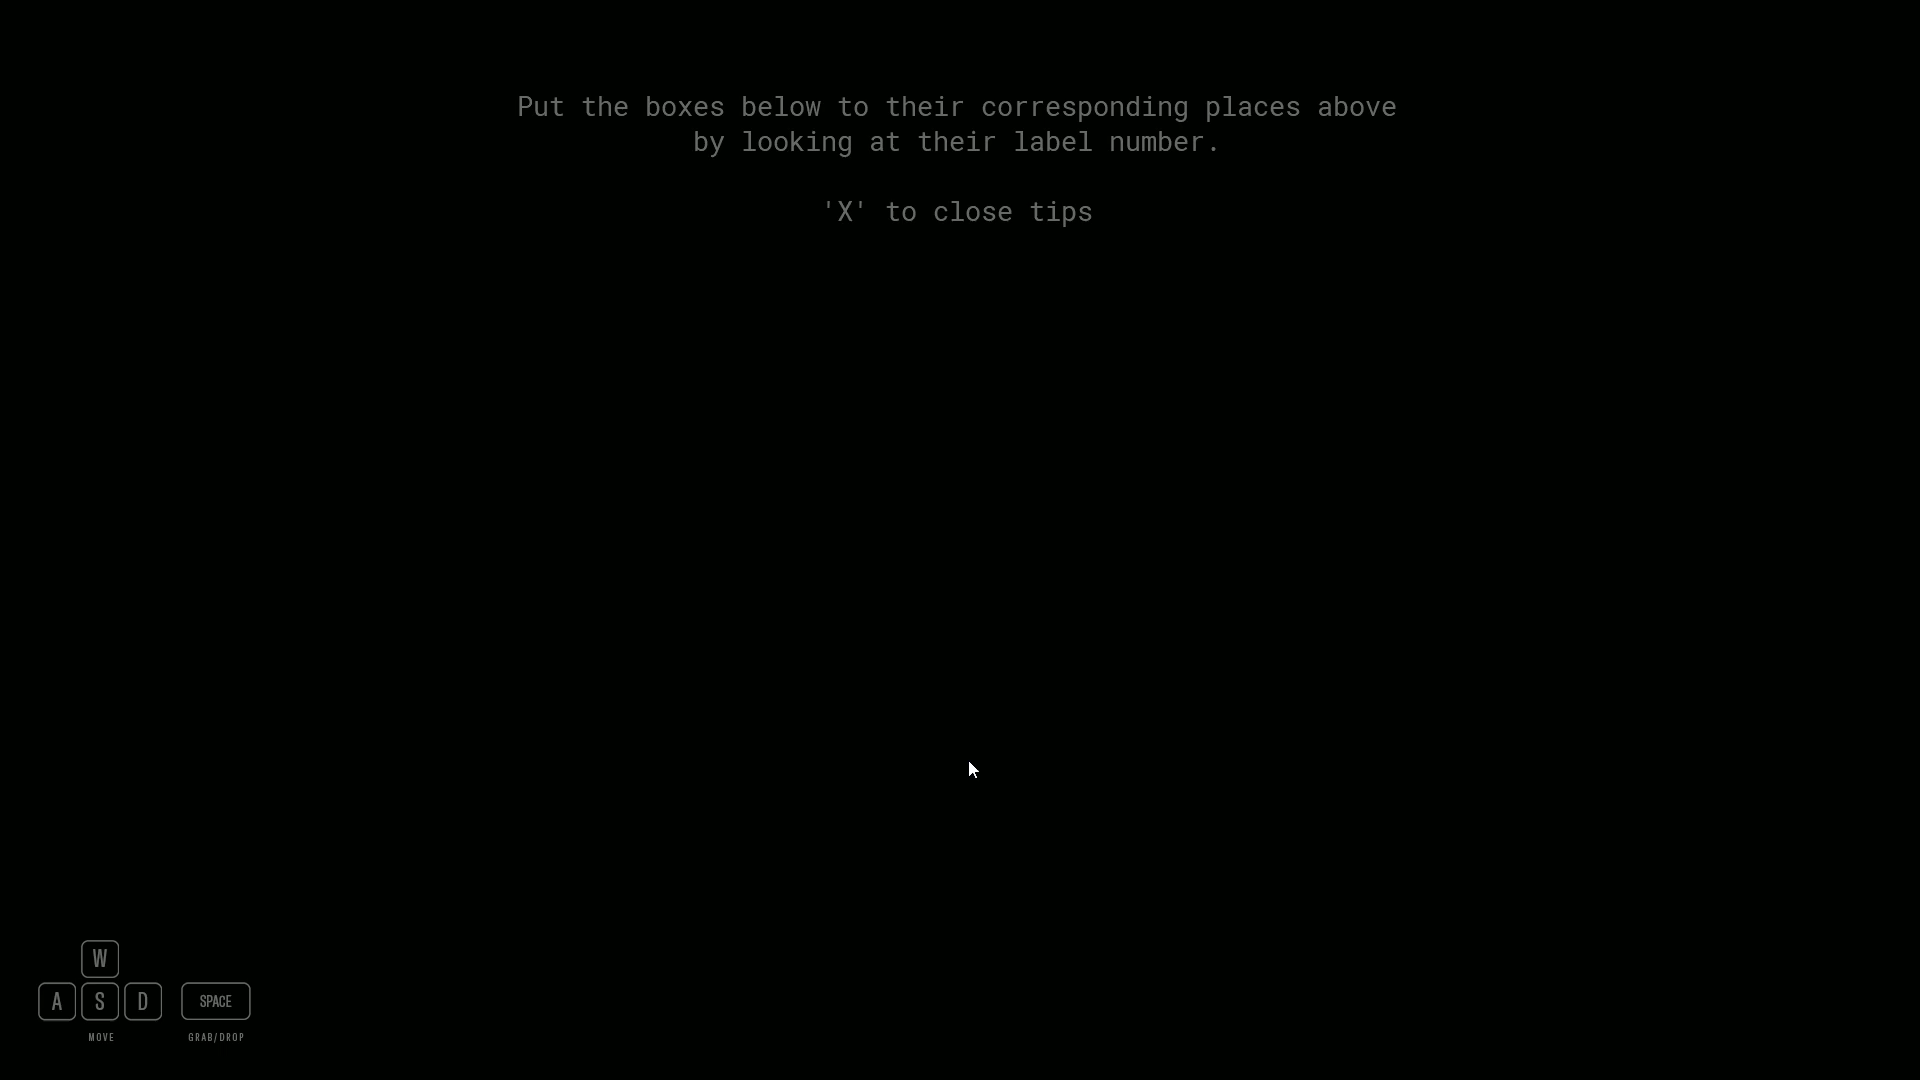 Put the boxes below to their corresponding places above
by looking at their label number.
'X' to close tips
W
A S D SPACE
MOVE GRAB/DROP